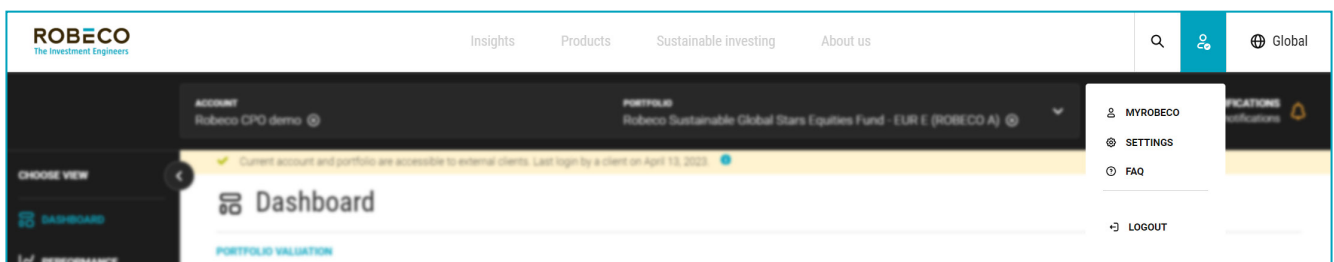 ROBECO
The Investment Engineers
Insights Products Sustainable investing About us
Global
ACCOUNT
Robeco CPO demo
PORTFOLIO
Robeco Sustainable Global Stars Equities Fund - EUR E (ROBECO A)
MYROBECO
SETTINGS
FAQ
LOGOUT
Current account and portfolio are accessible to external clients. Last login by a client on April 13, 2023.
CHOOSE VIEW
DASHBOARD
PERFORMANCE
Dashboard
PORTFOLIO VALUATION